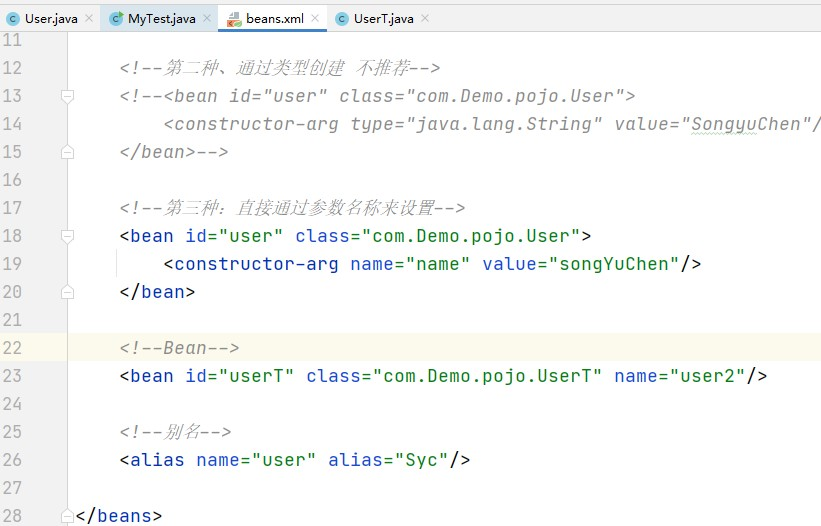 User.java MyTest.java beans.xml UserT.java
11
12 <!--第二种、通过类型创建 不推荐-->
13 <!--<bean id="user" class="com.Demo.pojo.User">
14 <constructor-arg type="java.lang.String" value="SongyuChen"/
15 </bean>-->
16
17 <!--第三种：直接通过参数名称来设置-->
18 <bean id="user" class="com.Demo.pojo.User">
19 <constructor-arg name="name" value="songYuChen"/>
20 </bean>
21
22 <!--Bean-->
23 <bean id="userT" class="com.Demo.pojo.UserT" name="user2"/>
24
25 <!--别名-->
26 <alias name="user" alias="Syc"/>
27
28 </beans>